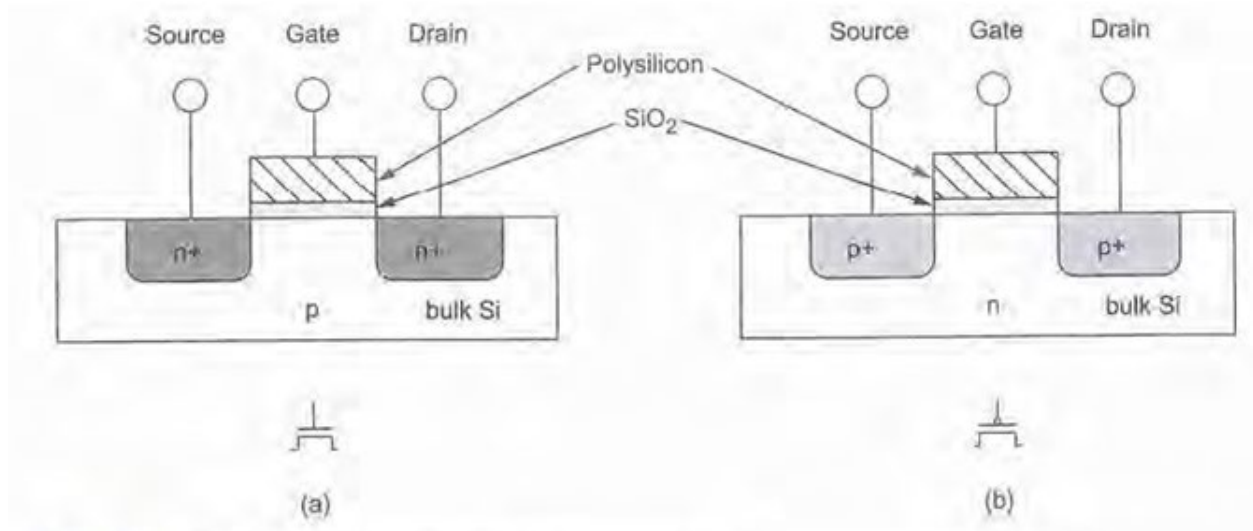 Source Gate Drain
Source Gate Drain
Polysilicon
SiO2
n+ n+
p+ p+
p bulk Si
n bulk Si
(a)
(b)